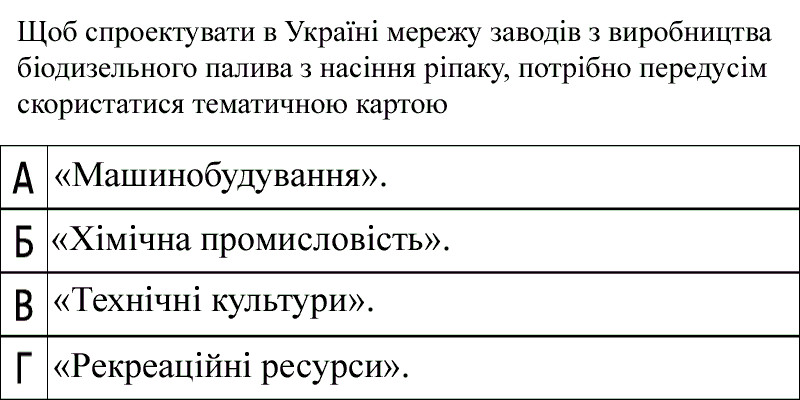 Щоб спроектувати в Україні мережу заводів з виробництва
біодизельного палива з насіння ріпаку, потрібно передусім
скористатися тематичною картою
А «Машинобудування».
Б «Хімічна промисловість».
В «Технічні культури».
Г «Рекреаційні ресурси».